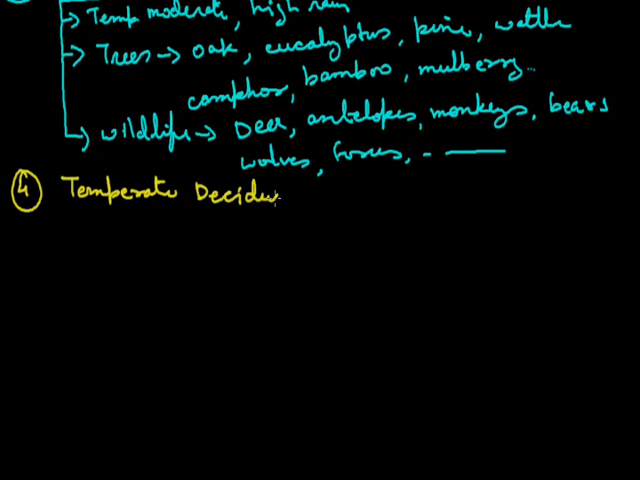 → Temp moderate, high rain
→ Trees → oak, eucalyptus, pine, wattle
camphor, bamboo, mulberry...
→ wildlife → Deer, antelopes, monkeys, bears
wolves, foxes, - ——
4 Temperate Decidu